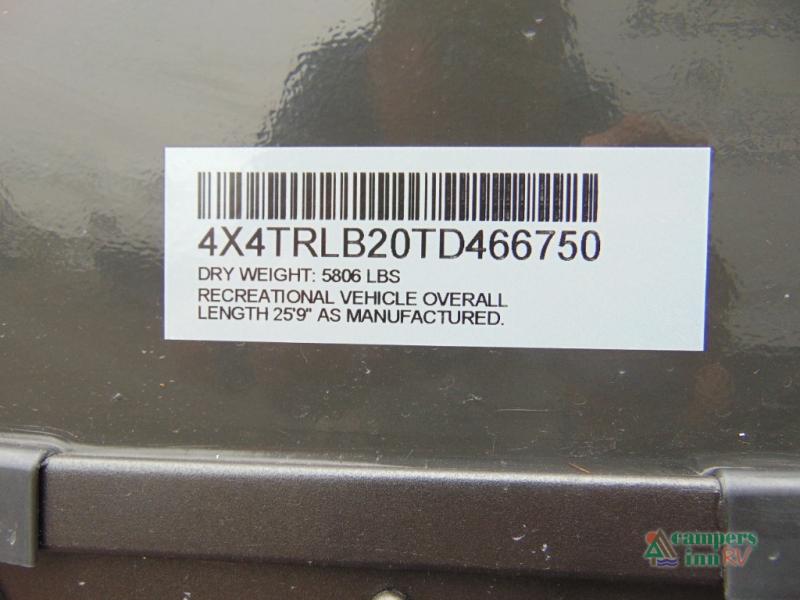 4X4TRLB20TD466750
DRY WEIGHT: 5806 LBS
RECREATIONAL VEHICLE OVERALL
LENGTH 25'9" AS MANUFACTURED.
campers
inn RV